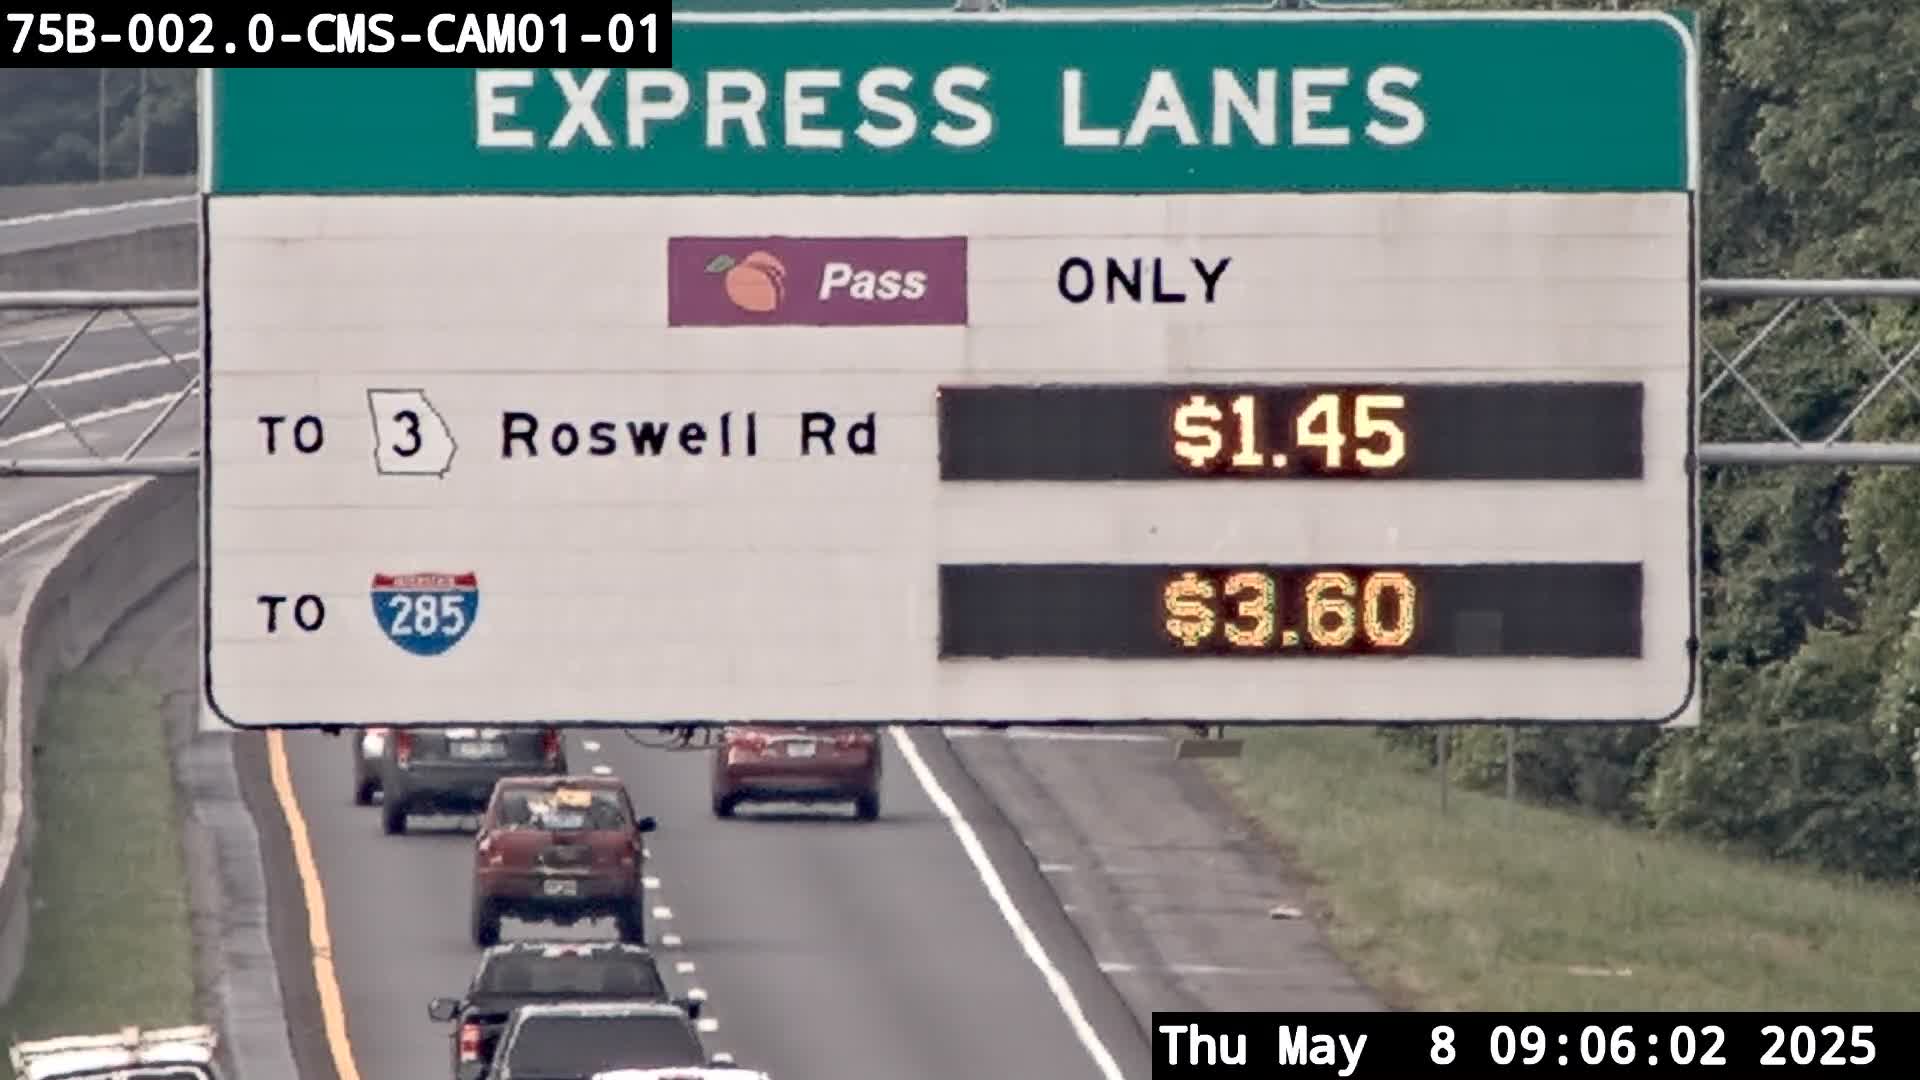 75B-002.0-CMS-CAM01-01
EXPRESS LANES
Pass ONLY
TO 3 Roswell Rd $1.45
INTERSTATE
TO 285 $3.60
Thu May 8 09:06:02 2025